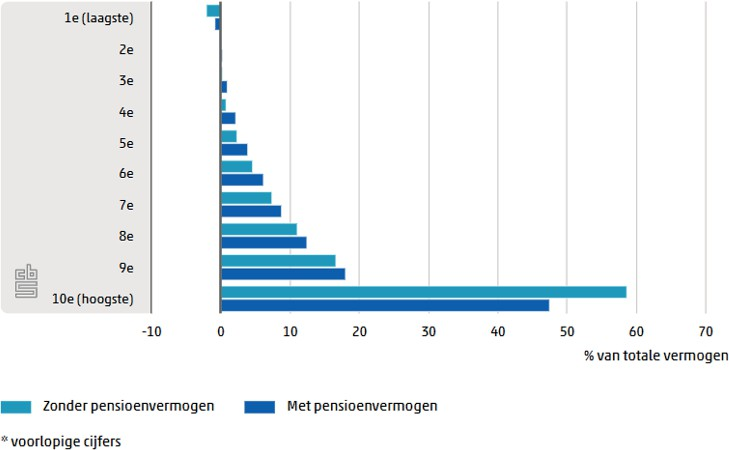 1e (laagste)
2e
3e
4e
5e
6e
7e
8e
9e
10e (hoogste)
-10 0 10 20 30 40 50 60 70
% van totale vermogen
Zonder pensioenvermogen Met pensioenvermogen
* voorlopige cijfers
cbs